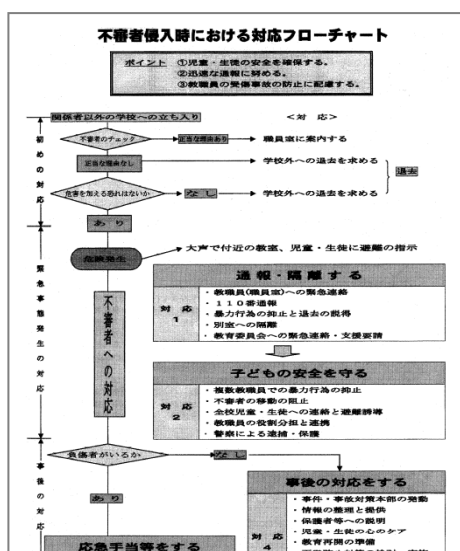 不審者侵入時における対応フローチャート
ポイント ①児童・生徒の安全を確保する。
②迅速な通報に努める。
③教職員の受傷事故の防止に配慮する。
関係者以外の学校への立ち入り
<対 応>
初めの対応
不審者のチェック
正当な理由あり
職員室に案内する
正当な理由なし
学校外への退去を求める
退去
危害を加える恐れはないか
なし
学校外への退去を求める
あり
緊急事態発生の対応
危険発生
大声で付近の教室、児童・生徒に避難の指示
不審者への対応
通報・隔離する
対応1
・教職員(職員室)への緊急連絡
・110番通報
・暴力行為の抑止と退去の説得
・別室への隔離
・教育委員会への緊急連絡・支援要請
子どもの安全を守る
対応2
・複数教職員での暴力行為の抑止
・不審者の移動の阻止
・全校児童・生徒への連絡と避難誘導
・教職員の役割分担と連携
・警察による逮捕・保護
事後の対応
負傷者がいるか
なし
あり
事後の対応をする
対応4
・事件・事故対策本部の発動
・情報の整理と提供
・保護者等への説明
・児童・生徒の心のケア
・教育再開の準備
応急手当等をする